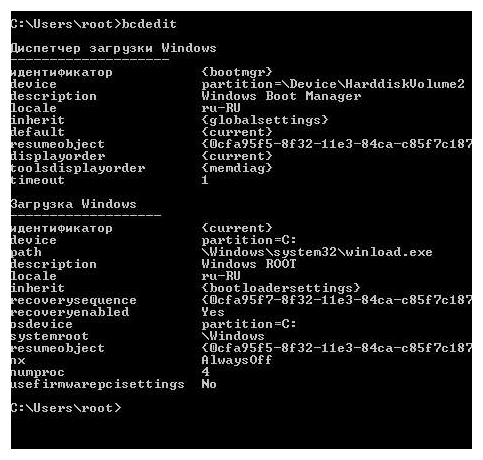 C:\Users\root>bcdedit
Диспетчер загрузки Windows
--------------------
идентификатор {bootmgr}
device partition=\Device\HarddiskVolume2
description Windows Boot Manager
locale ru-RU
inherit {globalsettings}
default {current}
resumeobject {0cfa95f5-8f32-11e3-84ca-c85f7c187
displayorder {current}
toolsdisplayorder {memdiag}
timeout 1
Загрузка Windows
-------------------
идентификатор {current}
device partition=C:
path \Windows\system32\winload.exe
description Windows ROOT
locale ru-RU
inherit {bootloadersettings}
recoverysequence {0cfa95f5-8f32-11e3-84ca-c85f7c187
recoveryenabled Yes
osdevice partition=C:
systemroot \Windows
resumeobject {0cfa95f5-8f32-11e3-84ca-c85f7c187
nx AlwaysOff
numproc 4
usefirmwarepcisettings No
C:\Users\root>